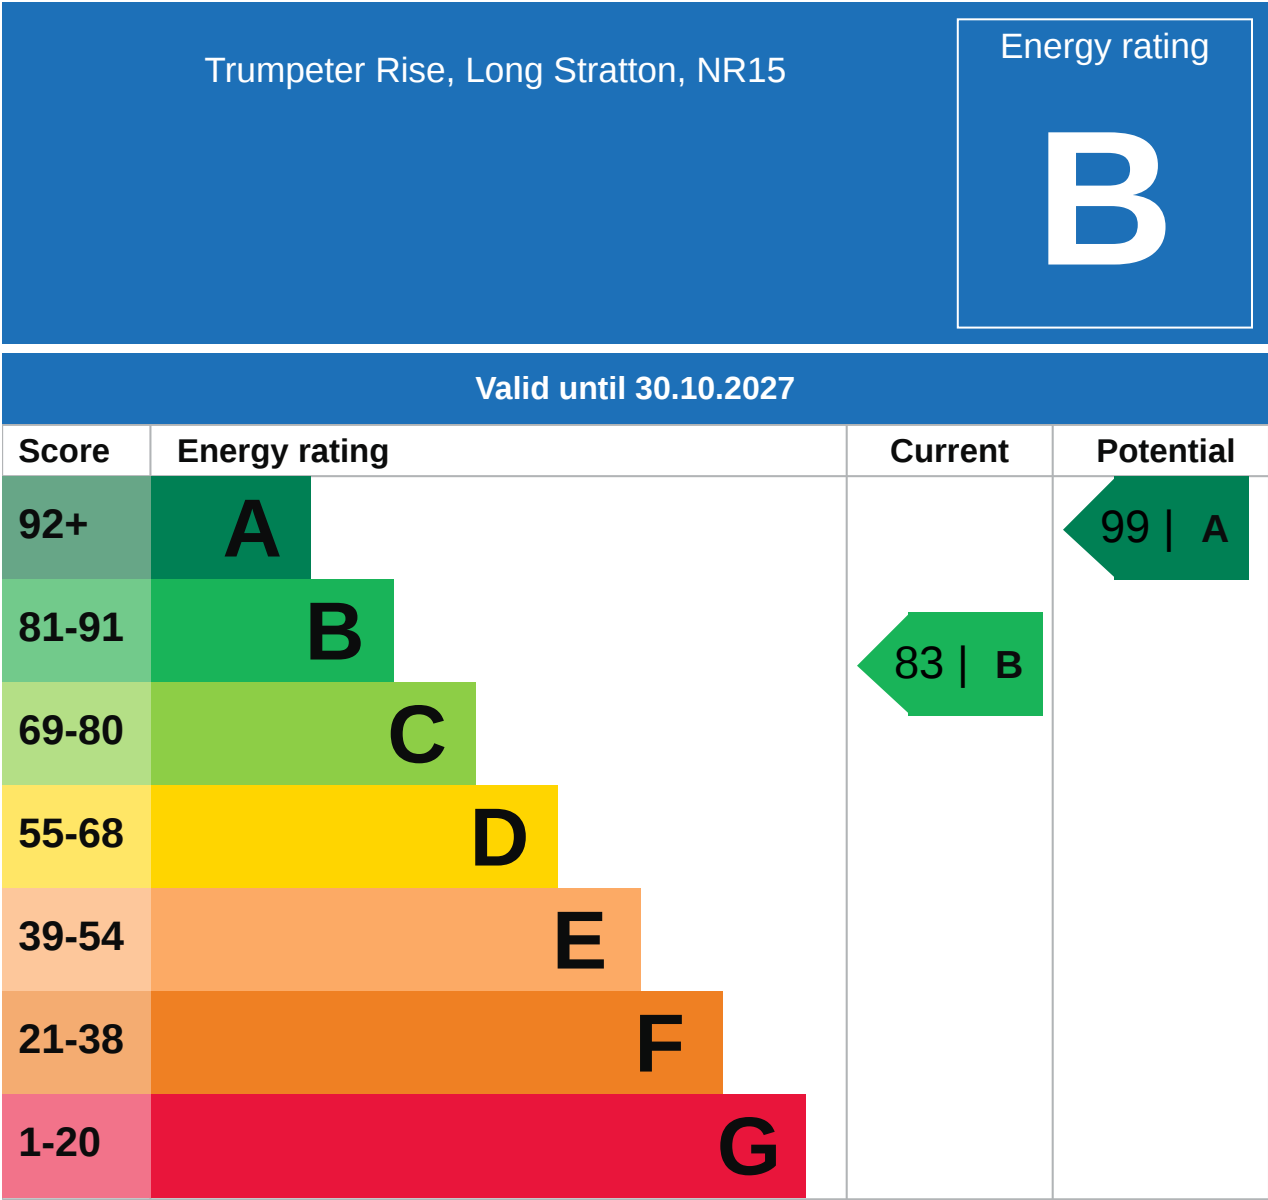 Trumpeter Rise, Long Stratton, NR15
Energy rating
B
Valid until 30.10.2027
Score Energy rating Current Potential
92+ A 99 | A
81-91 B 83 | B
69-80 C
55-68 D
39-54 E
21-38 F
1-20 G